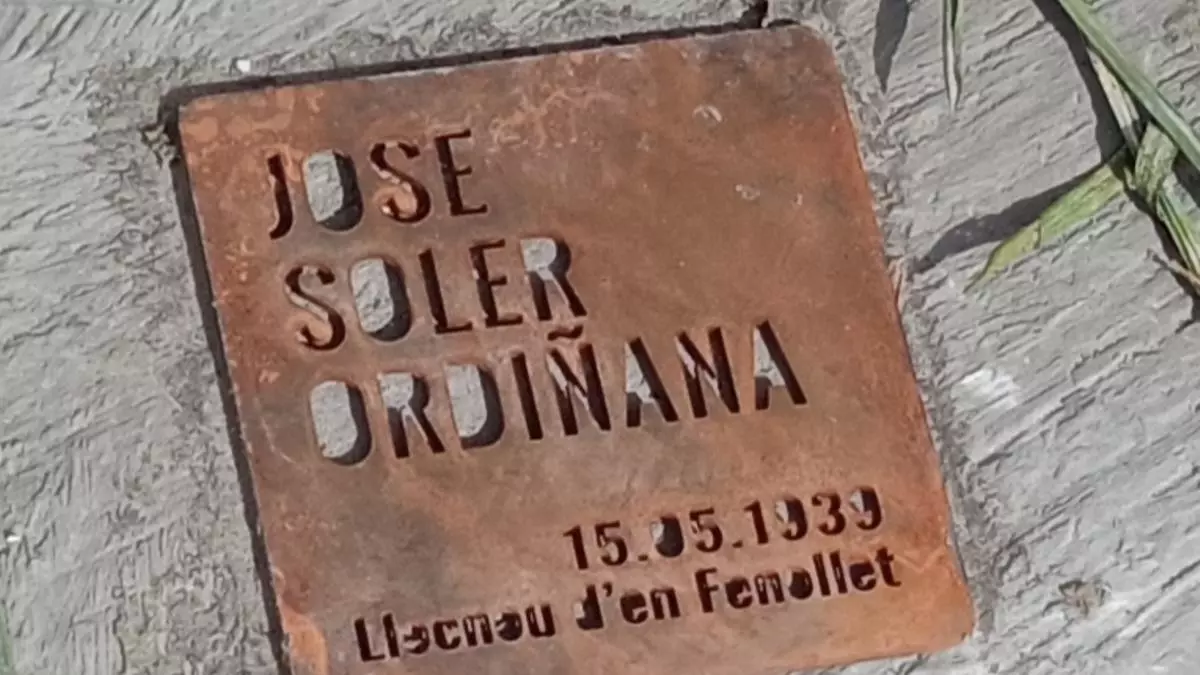 JOSE
SOLER
ORDIÑANA
15.05.1939
Llocnou d'en Fenollet